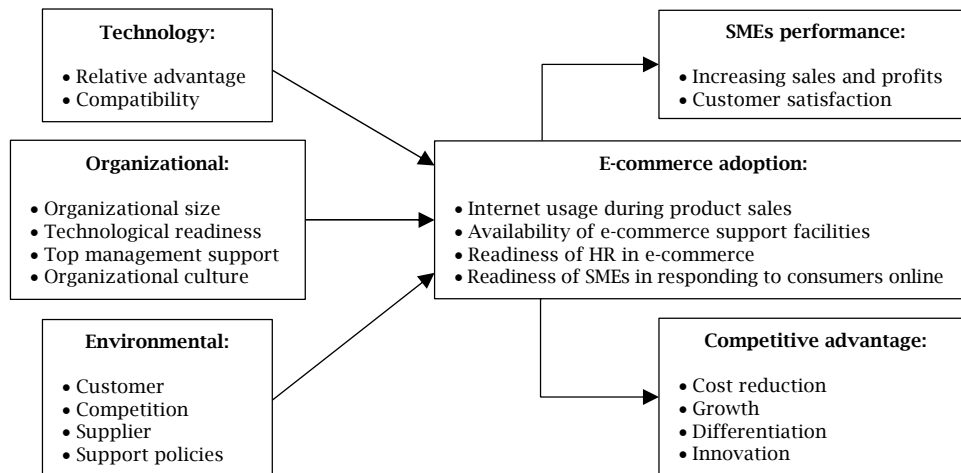 Technology:
• Relative advantage
• Compatibility
Organizational:
• Organizational size
• Technological readiness
• Top management support
• Organizational culture
Environmental:
• Customer
• Competition
• Supplier
• Support policies
E-commerce adoption:
• Internet usage during product sales
• Availability of e-commerce support facilities
• Readiness of HR in e-commerce
• Readiness of SMEs in responding to consumers online
SMEs performance:
• Increasing sales and profits
• Customer satisfaction
Competitive advantage:
• Cost reduction
• Growth
• Differentiation
• Innovation